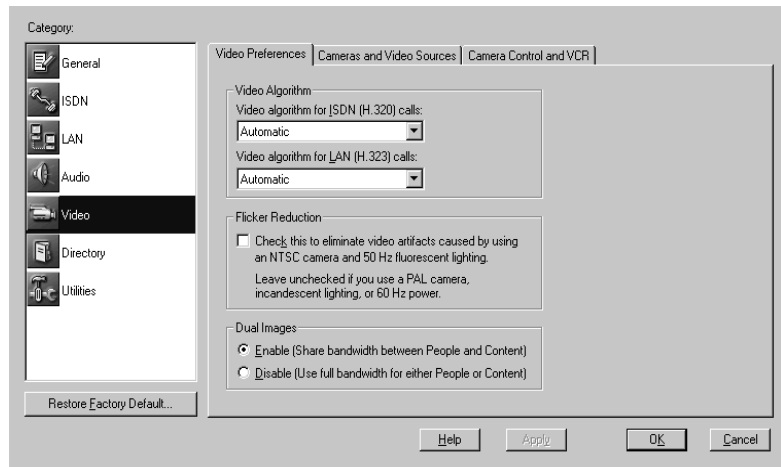 Category:
General
ISDN
LAN
Audio
Video
Directory
Utilities
Restore Factory Default...
Video Preferences
Cameras and Video Sources
Camera Control and VCR
Video Algorithm
Video algorithm for ISDN (H.320) calls:
Automatic
Video algorithm for LAN (H.323) calls:
Automatic
Flicker Reduction
Check this to eliminate video artifacts caused by using
an NTSC camera and 50 Hz fluorescent lighting.
Leave unchecked if you use a PAL camera,
incandescent lighting, or 60 Hz power.
Dual Images
Enable (Share bandwidth between People and Content)
Disable (Use full bandwidth for either People or Content)
Help
Apply
OK
Cancel